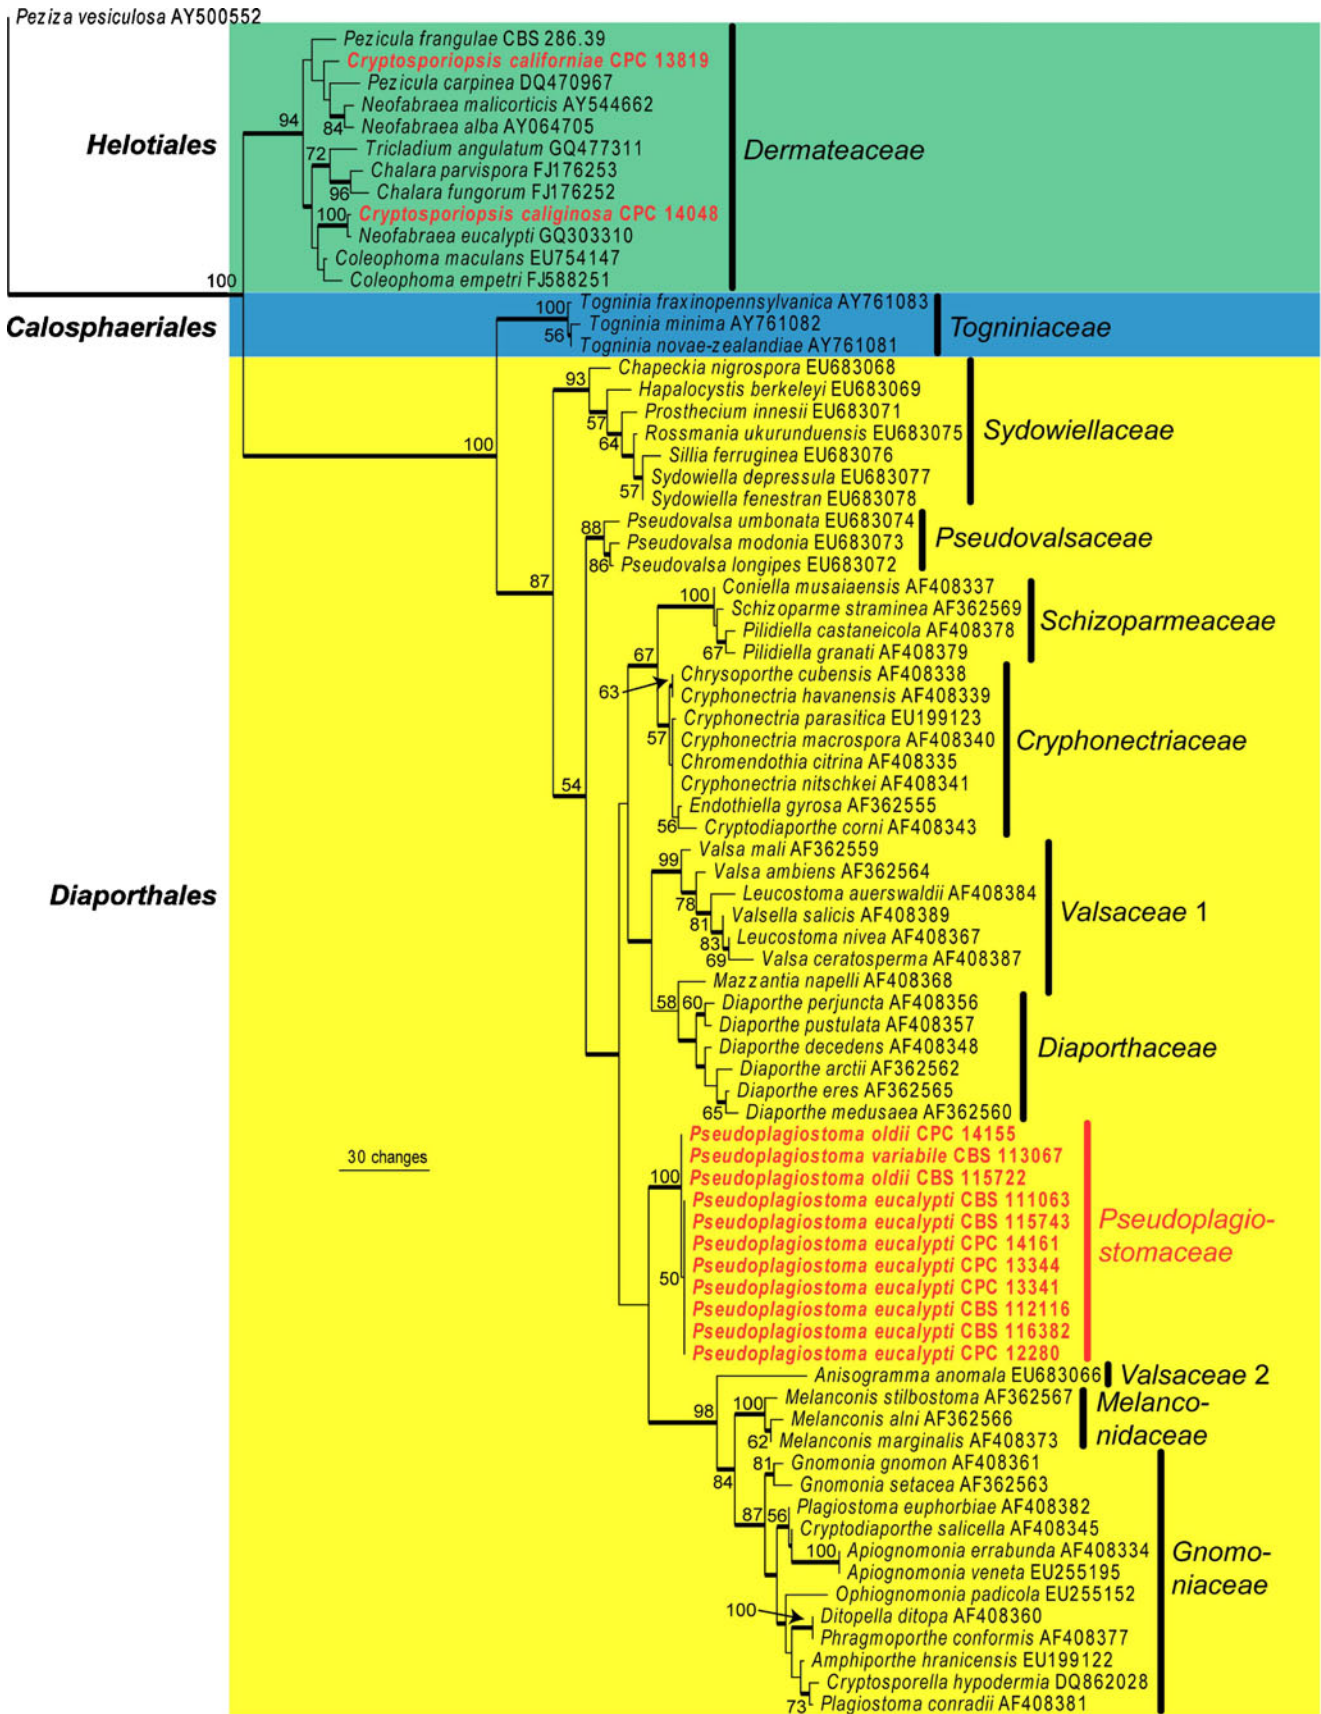 Peziza vesiculosa AY500552
Pezicula frangulae CBS 286.39
Cryptosporiopsis californiae CPC 13819
Pezicula carpinea DQ470967
94
Neofabraea malicorticis AY544662
84
Neofabraea alba AY064705
Helotiales
Dermateaceae
72
Tricladium angulatum GQ477311
Chalara parvispora FJ176253
96
Chalara fungorum FJ176252
100
Cryptosporiopsis caliginosa CPC 14048
Neofabraea eucalypti GQ303310
Coleophoma maculans EU754147
100
Coleophoma empetri FJ588251
100
Togninia fraxinopennsylvanica AY761083
Calosphaeriales
56
Togninia minima AY761082
Togniniaceae
Togninia novae-zealandiae AY761081
Chapeckia nigrospora EU683068
93
Hapalocystis berkeleyi EU683069
57
Prosthecium innesii EU683071
64
Rossmania ukurunduensis EU683075
Sydowiellaceae
100
Sillia ferruginea EU683076
57
Sydowiella depressula EU683077
Sydowiella fenestran EU683078
88
Pseudovalsa umbonata EU683074
Pseudovalsa modonia EU683073
Pseudovalsaceae
86
Pseudovalsa longipes EU683072
87
Coniella musaiaensis AF408337
100
Schizoparme straminea AF362569
Schizoparmeaceae
Pilidiella castaneicola AF408378
67
67
Pilidiella granati AF408379
63
Chrysoporthe cubensis AF408338
Cryphonectria havanensis AF408339
Cryphonectria parasitica EU199123
57
Cryphonectria macrospora AF408340
Cryphonectriaceae
Chromendothia citrina AF408335
54
Cryphonectria nitschkei AF408341
Endothiella gyrosa AF362555
56
Cryptodiaporthe corni AF408343
Valsa mali AF362559
99
Valsa ambiens AF362564
Diaporthales
78
Leucostoma auerswaldii AF408384
81
Valsella salicis AF408389
Valsaceae 1
83
Leucostoma nivea AF408367
69
Valsa ceratosperma AF408387
Mazzantia napelli AF408368
58
60
Diaporthe perjuncta AF408356
Diaporthe pustulata AF408357
Diaporthe decedens AF408348
Diaporthaceae
Diaporthe arctii AF362562
Diaporthe eres AF362565
65
Diaporthe medusaea AF362560
Pseudoplagiostoma oldii CPC 14155
30 changes
Pseudoplagiostoma variabile CBS 113067
100
Pseudoplagiostoma oldii CBS 115722
Pseudoplagiostoma eucalypti CBS 111063
Pseudoplagiostoma eucalypti CBS 115743
Pseudoplagio-
stomaceae
Pseudoplagiostoma eucalypti CPC 14161
Pseudoplagiostoma eucalypti CPC 13344
50
Pseudoplagiostoma eucalypti CPC 13341
Pseudoplagiostoma eucalypti CBS 112116
Pseudoplagiostoma eucalypti CBS 116382
Pseudoplagiostoma eucalypti CPC 12280
Anisogramma anomala EU683066
Valsaceae 2
98
100
Melanconis stilbostoma AF362567
Melanconis alni AF362566
Melanco-
nidaceae
62
Melanconis marginalis AF408373
84
81
Gnomonia gnomon AF408361
Gnomonia setacea AF362563
87
56
Plagiostoma euphorbiae AF408382
Cryptodiaporthe salicella AF408345
100
Apiognomonia errabunda AF408334
Gnomo-
niaceae
Apiognomonia veneta EU255195
Ophiognomonia padicola EU255152
100
Ditopella ditopa AF408360
Phragmoporthe conformis AF408377
Amphiporthe hranicensis EU199122
Cryptosporella hypodermia DQ862028
73
Plagiostoma conradii AF408381